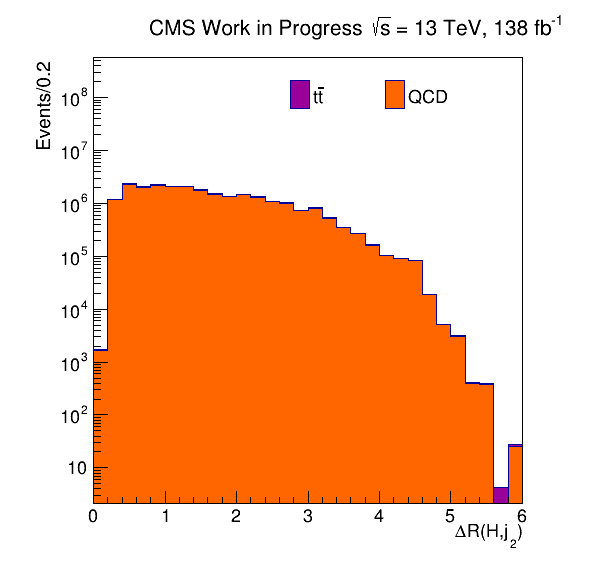 CMS Work in Progress √s = 13 TeV, 138 fb⁻¹
Events/0.2
tt̄
QCD
10⁸
10⁷
10⁶
10⁵
10⁴
10³
10²
10
0 1 2 3 4 5 6
ΔR(H,j₂)